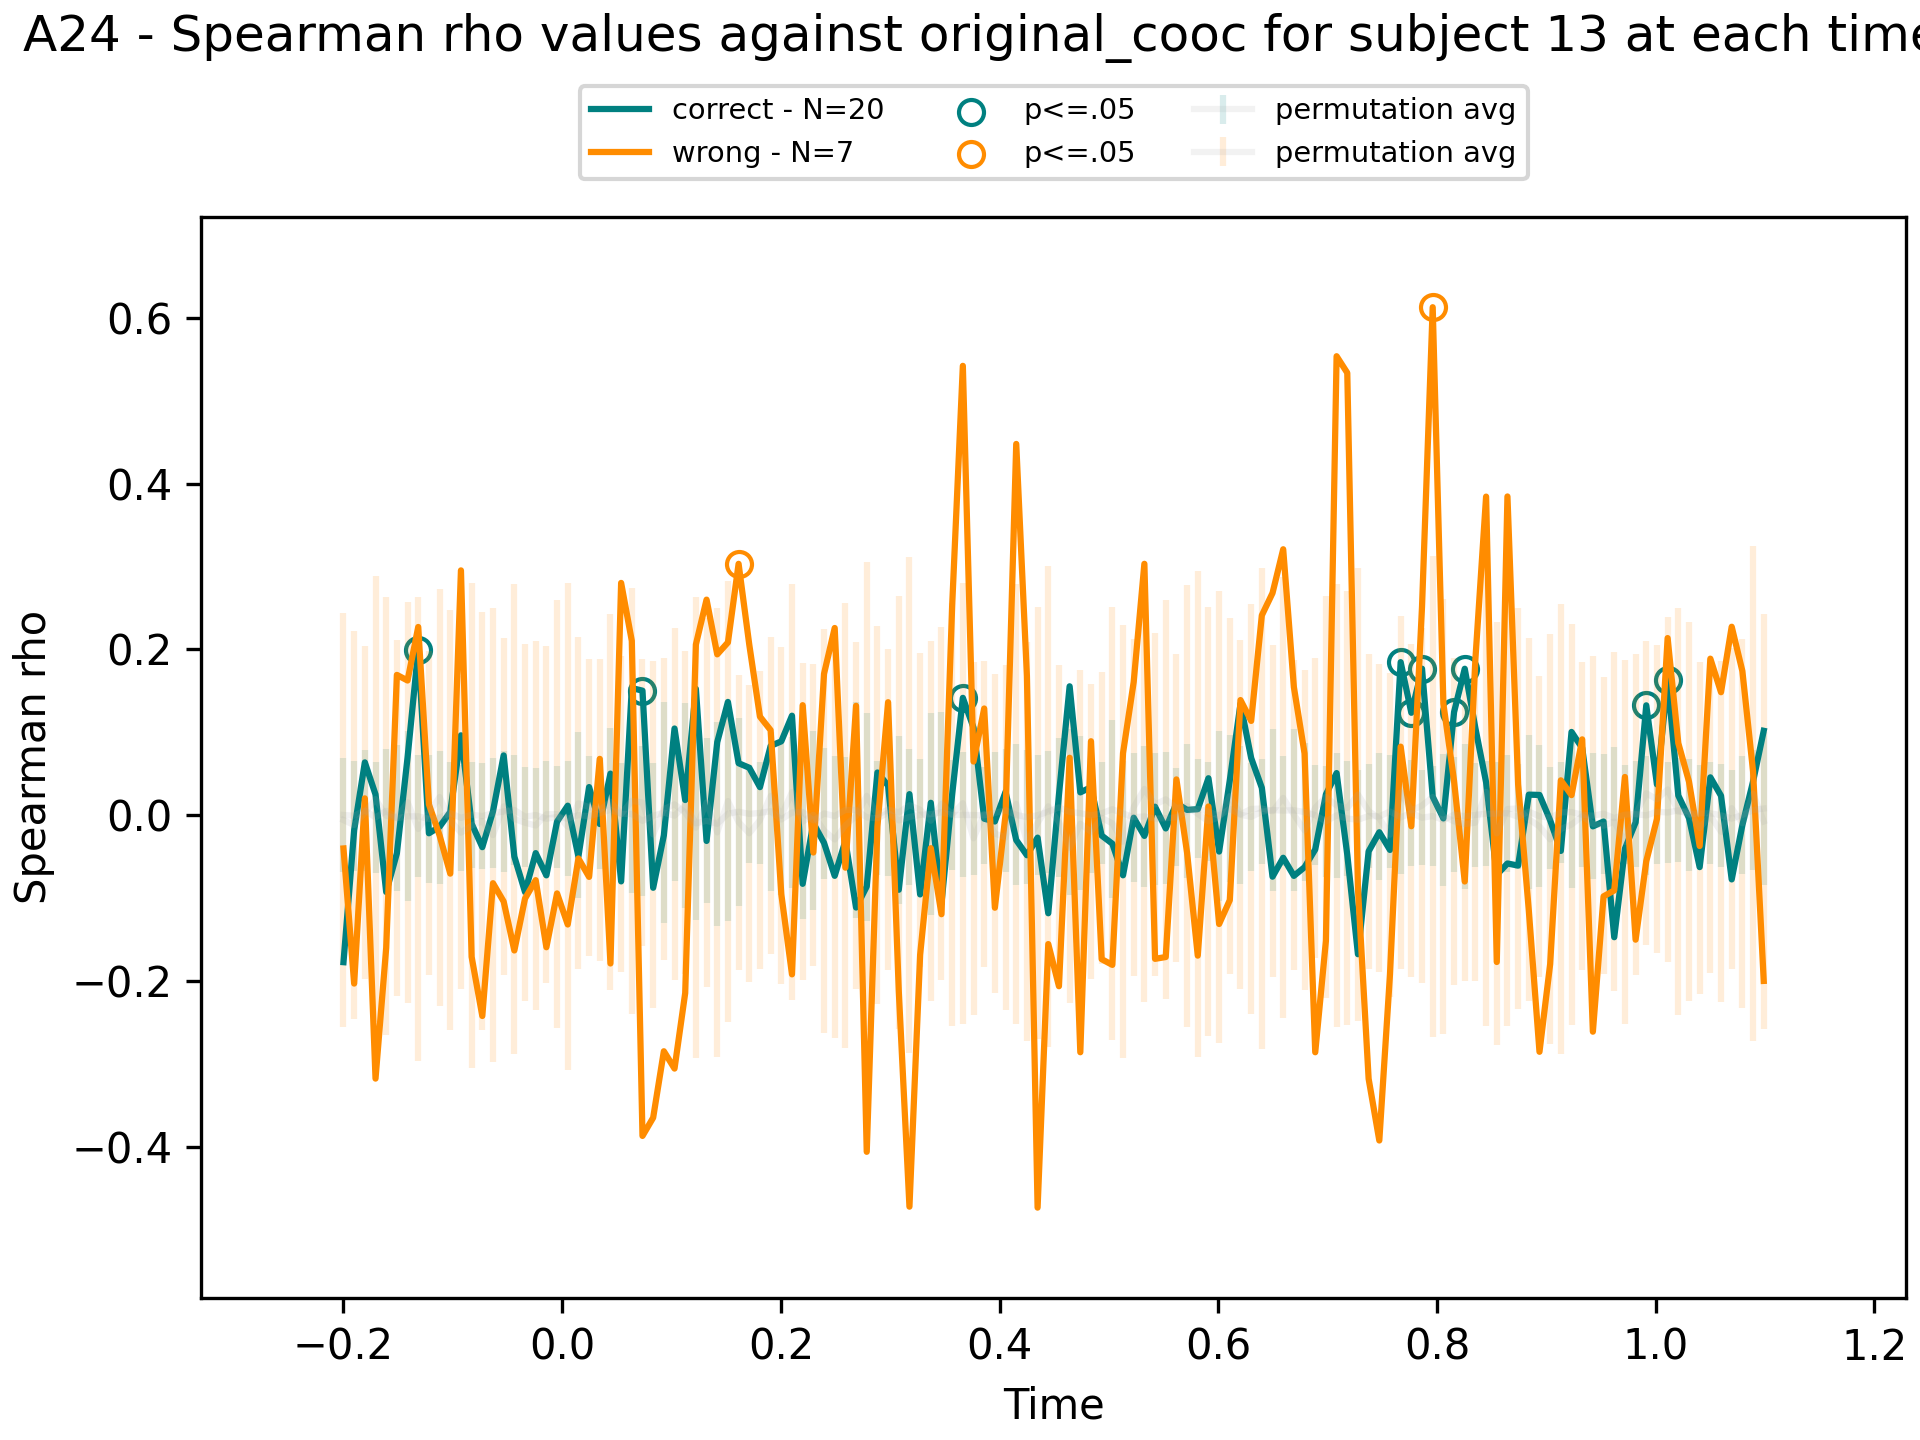 A24 - Spearman rho values against original_cooc for subject 13 at each time
correct - N=20 p<=.05 permutation avg
wrong - N=7 p<=.05 permutation avg
Spearman rho
0.6
0.4
0.2
0.0
−0.2
−0.4
−0.2 0.0 0.2 0.4 0.6 0.8 1.0 1.2
Time